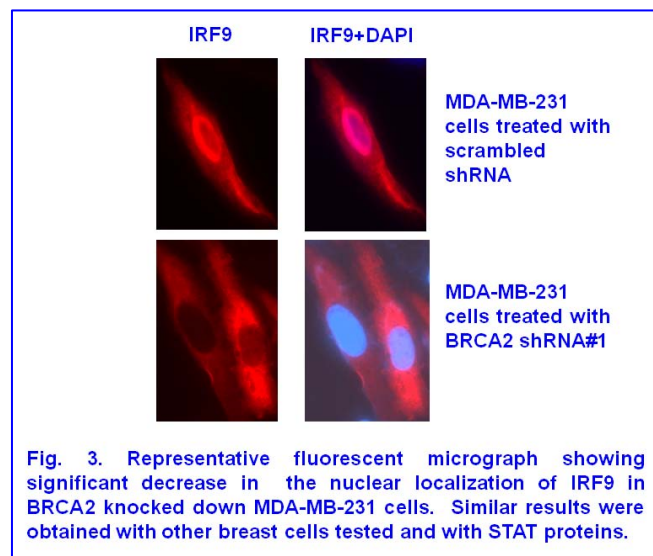 IRF9
IRF9+DAPI
MDA-MB-231
cells treated with
scrambled
shRNA
MDA-MB-231
cells treated with
BRCA2 shRNA#1
Fig. 3. Representative fluorescent micrograph showing
significant decrease in the nuclear localization of IRF9 in
BRCA2 knocked down MDA-MB-231 cells. Similar results were
obtained with other breast cells tested and with STAT proteins.